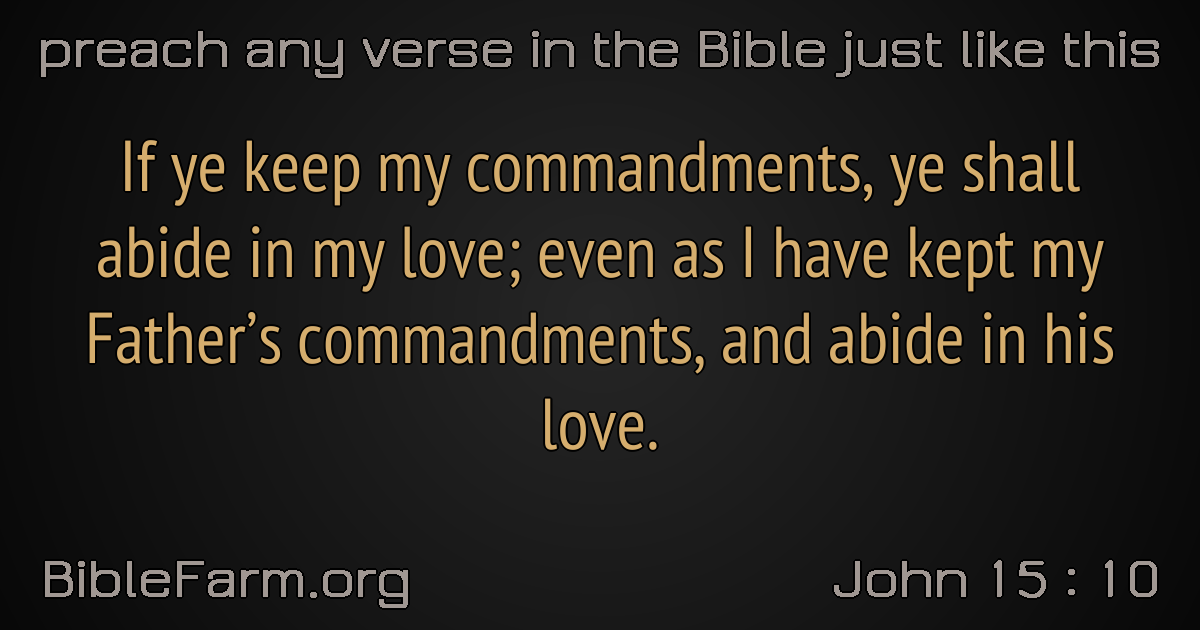 preach any verse in the Bible just like this
If ye keep my commandments, ye shall
abide in my love; even as I have kept my
Father’s commandments, and abide in his
love.
BibleFarm.org
John 15 : 10